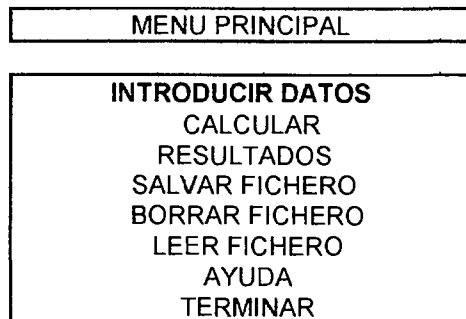 MENU PRINCIPAL
INTRODUCIR DATOS
CALCULAR
RESULTADOS
SALVAR FICHERO
BORRAR FICHERO
LEER FICHERO
AYUDA
TERMINAR